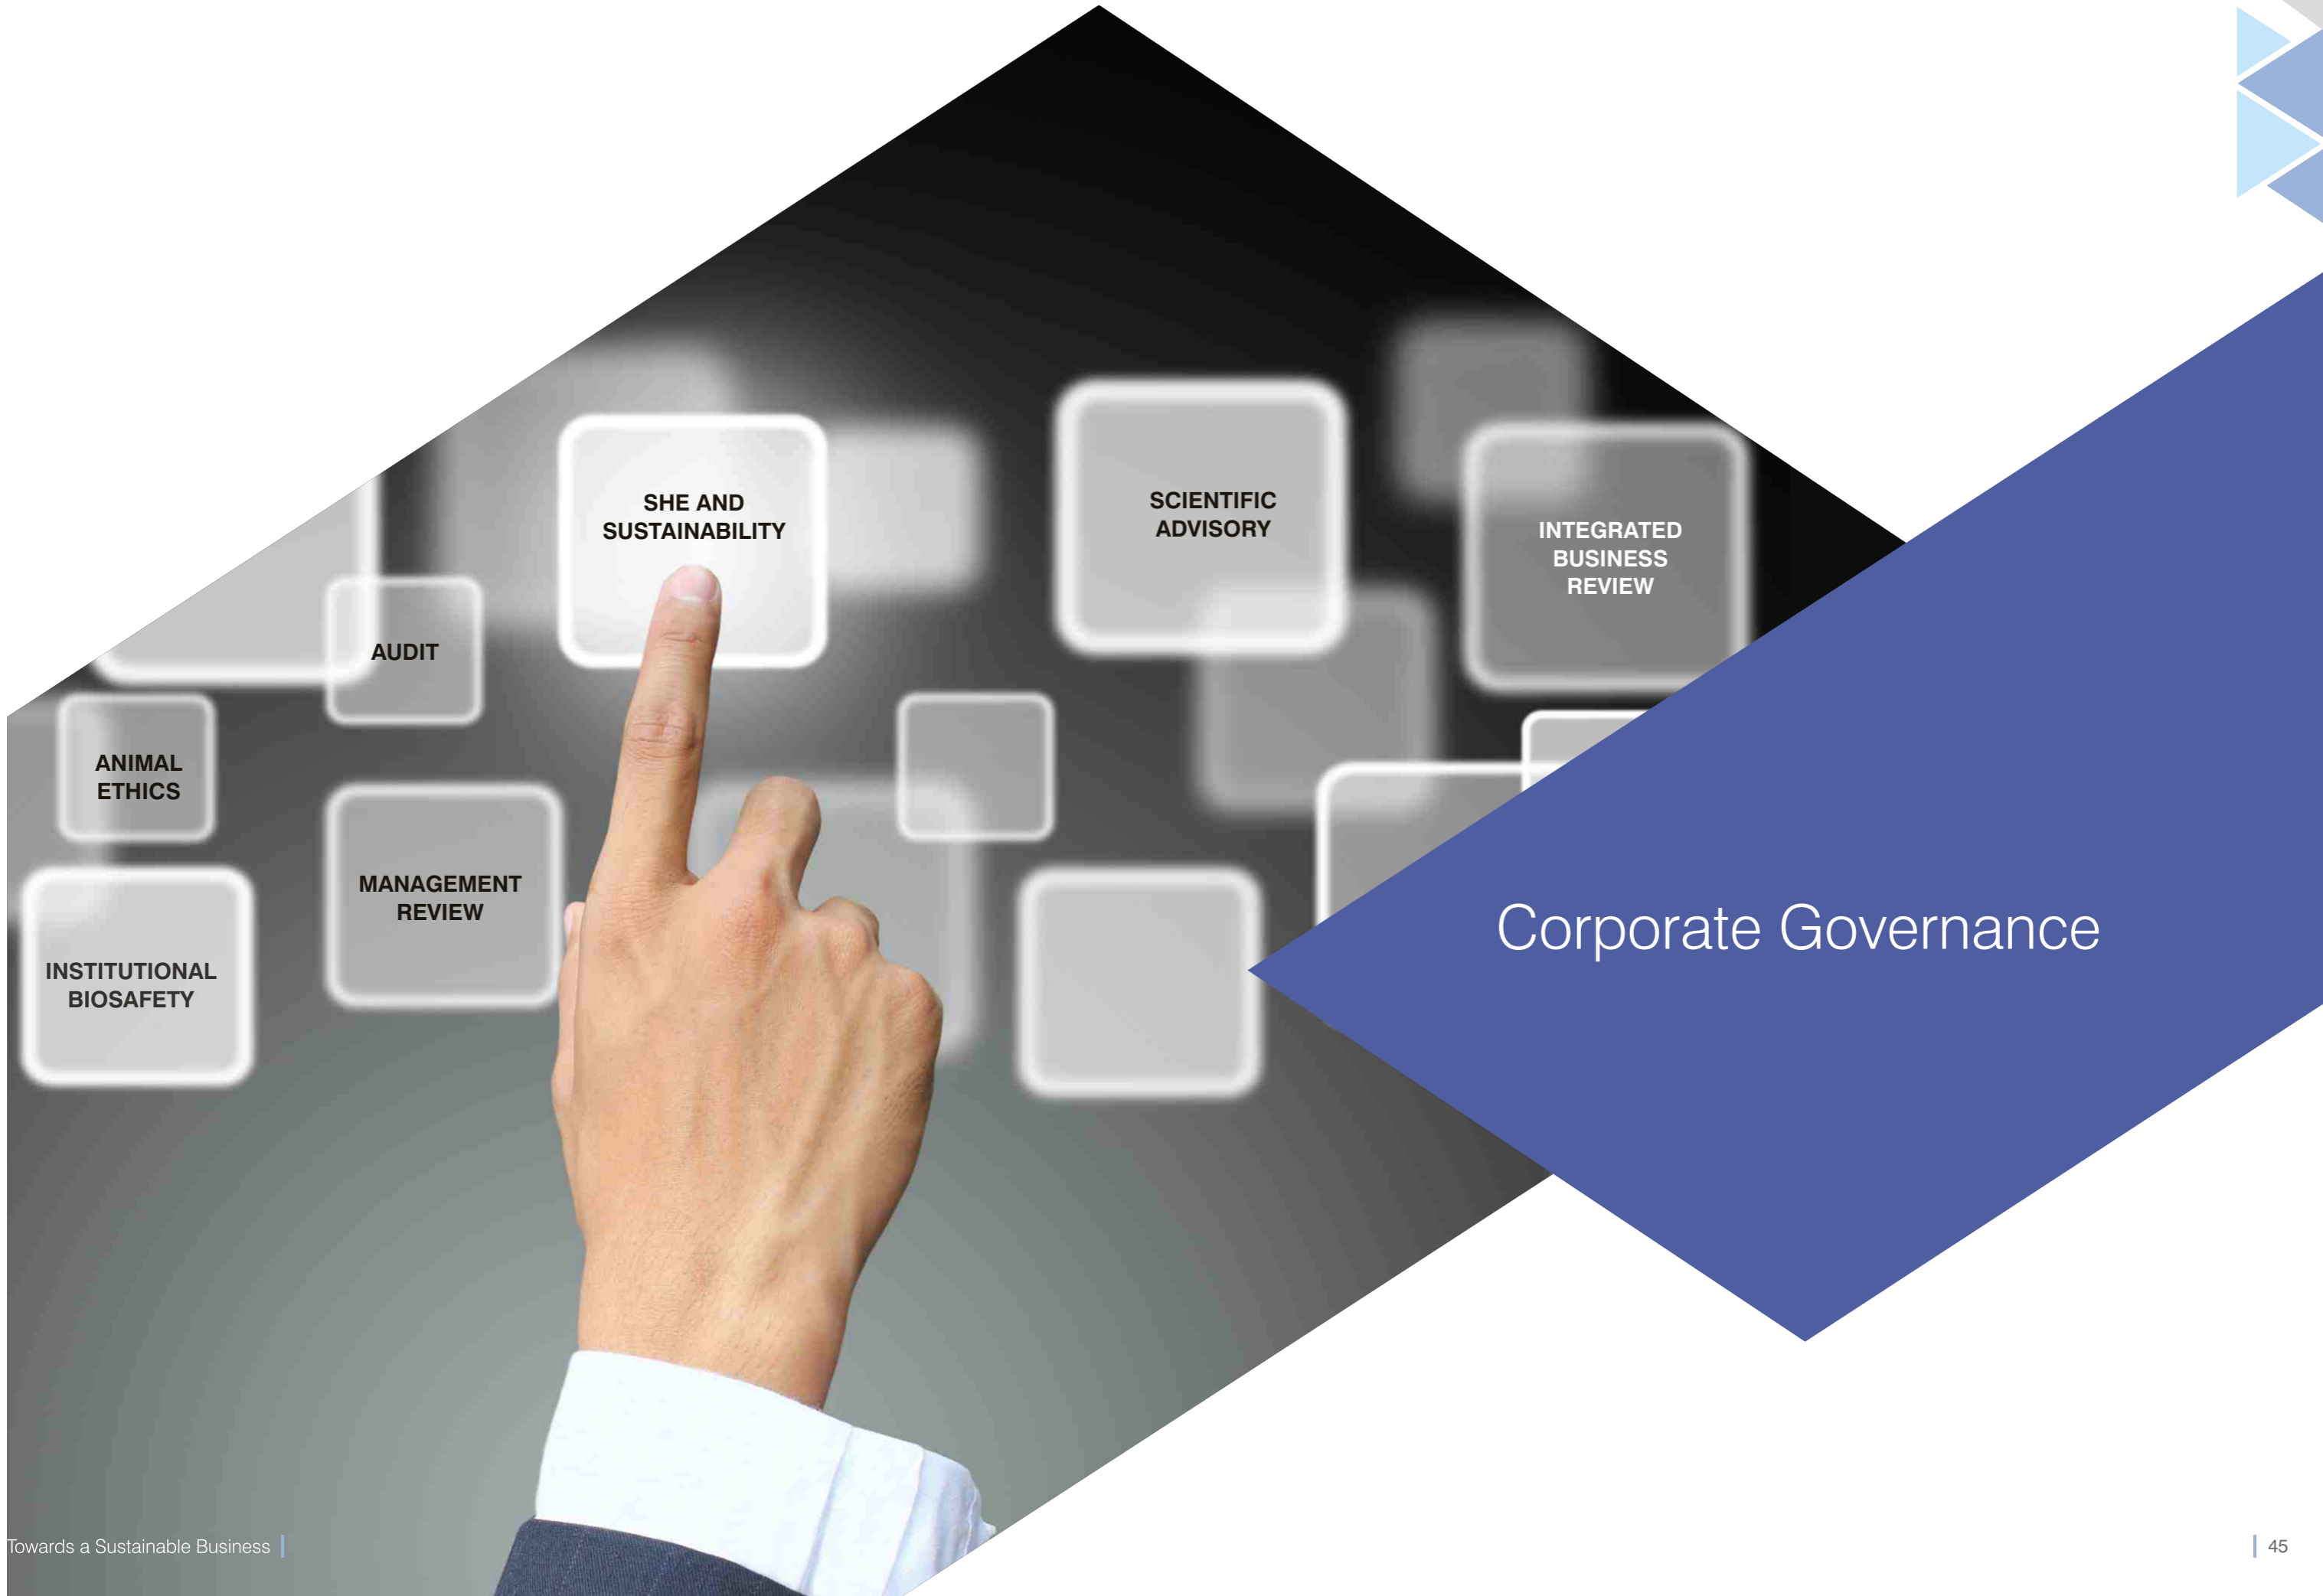 SHE AND
SUSTAINABILITY
SCIENTIFIC
ADVISORY
INTEGRATED
BUSINESS
REVIEW
AUDIT
ANIMAL
ETHICS
MANAGEMENT
REVIEW
INSTITUTIONAL
BIOSAFETY
Corporate Governance
Towards a Sustainable Business
45